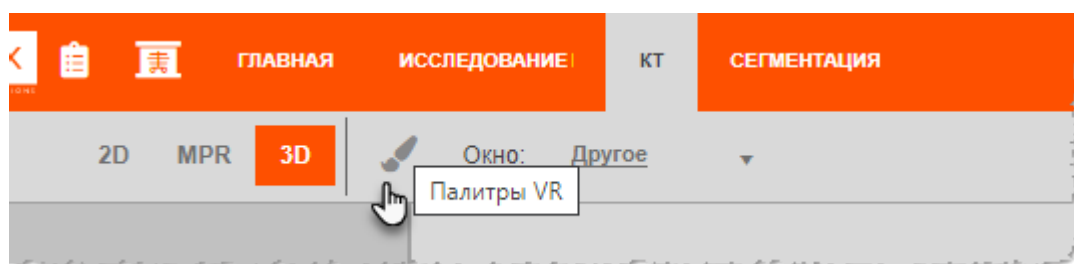 ГЛАВНАЯ ИССЛЕДОВАНИЕ КТ СЕГМЕНТАЦИЯ
2D MPR 3D Окно: Другое
Палитры VR